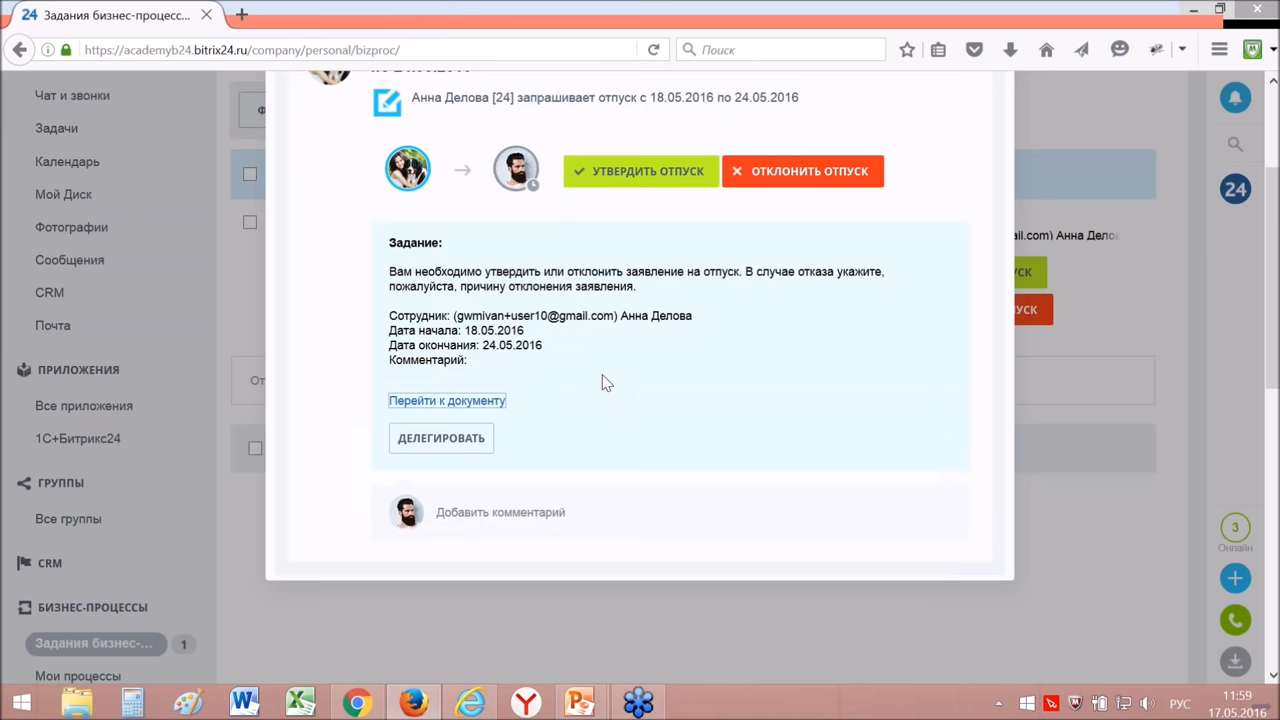 24 Задания бизнес-процесс...
https://academyb24.bitrix24.ru/company/personal/bizproc/
Поиск
Чат и звонки
Задачи
Календарь
Мой Диск
Фотографии
Сообщения
CRM
Почта
ПРИЛОЖЕНИЯ
Все приложения
1С+Битрикс24
ГРУППЫ
Все группы
CRM
БИЗНЕС-ПРОЦЕССЫ
Задания бизнес-...
1
Мои процессы
Анна Делова [24] запрашивает отпуск с 18.05.2016 по 24.05.2016
УТВЕРДИТЬ ОТПУСК
ОТКЛОНИТЬ ОТПУСК
Задание:
Вам необходимо утвердить или отклонить заявление на отпуск. В случае отказа укажите,
пожалуйста, причину отклонения заявления.
Сотрудник: (gwmivan+user10@gmail.com) Анна Делова
Дата начала: 18.05.2016
Дата окончания: 24.05.2016
Комментарий:
Перейти к документу
ДЕЛЕГИРОВАТЬ
Добавить комментарий
24
3
Онлайн
РУС
11:59
17.05.2016